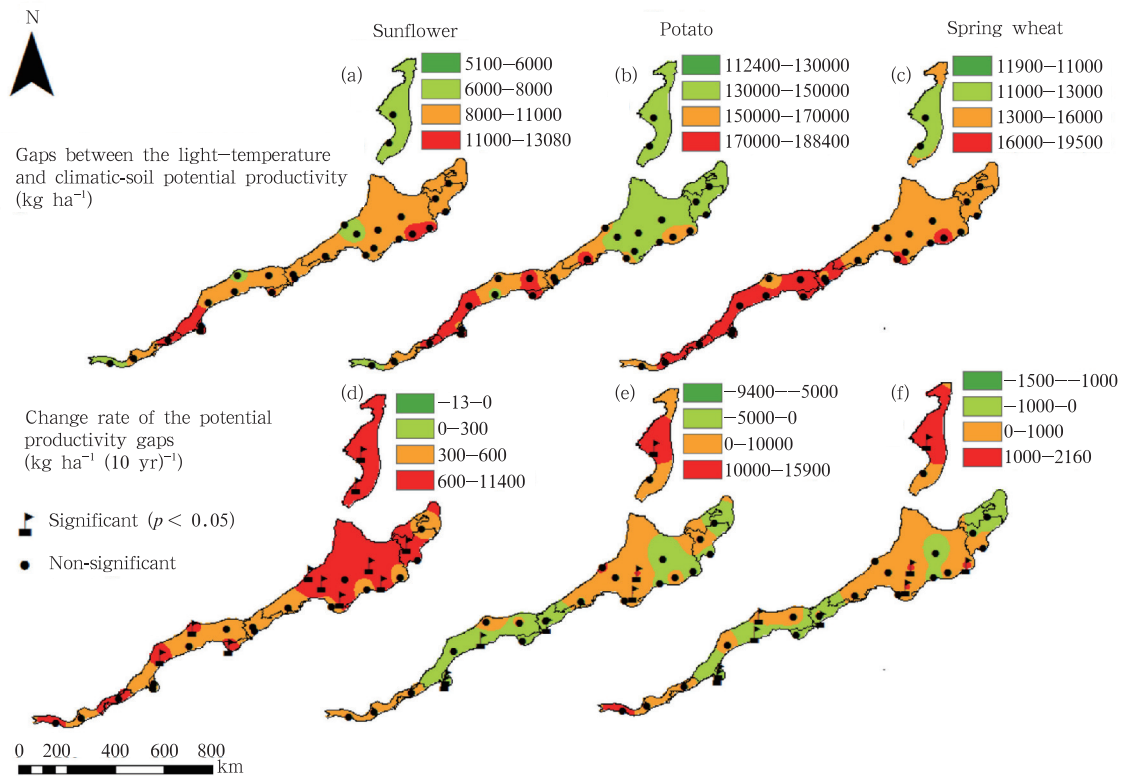 N
Sunflower
Potato
Spring wheat
(a)
5100−6000
6000−8000
8000−11000
11000−13080
(b)
112400−130000
130000−150000
150000−170000
170000−188400
(c)
11900−11000
11000−13000
13000−16000
16000−19500
Gaps between the light−temperature
and climatic-soil potential productivity
(kg ha⁻¹)
(d)
−13−0
0−300
300−600
600−11400
(e)
−9400−−5000
−5000−0
0−10000
10000−15900
(f)
−1500−−1000
−1000−0
0−1000
1000−2160
Change rate of the potential
productivity gaps
(kg ha⁻¹ (10 yr)⁻¹)
Significant (p < 0.05)
Non-significant
0 200 400 600 800
km